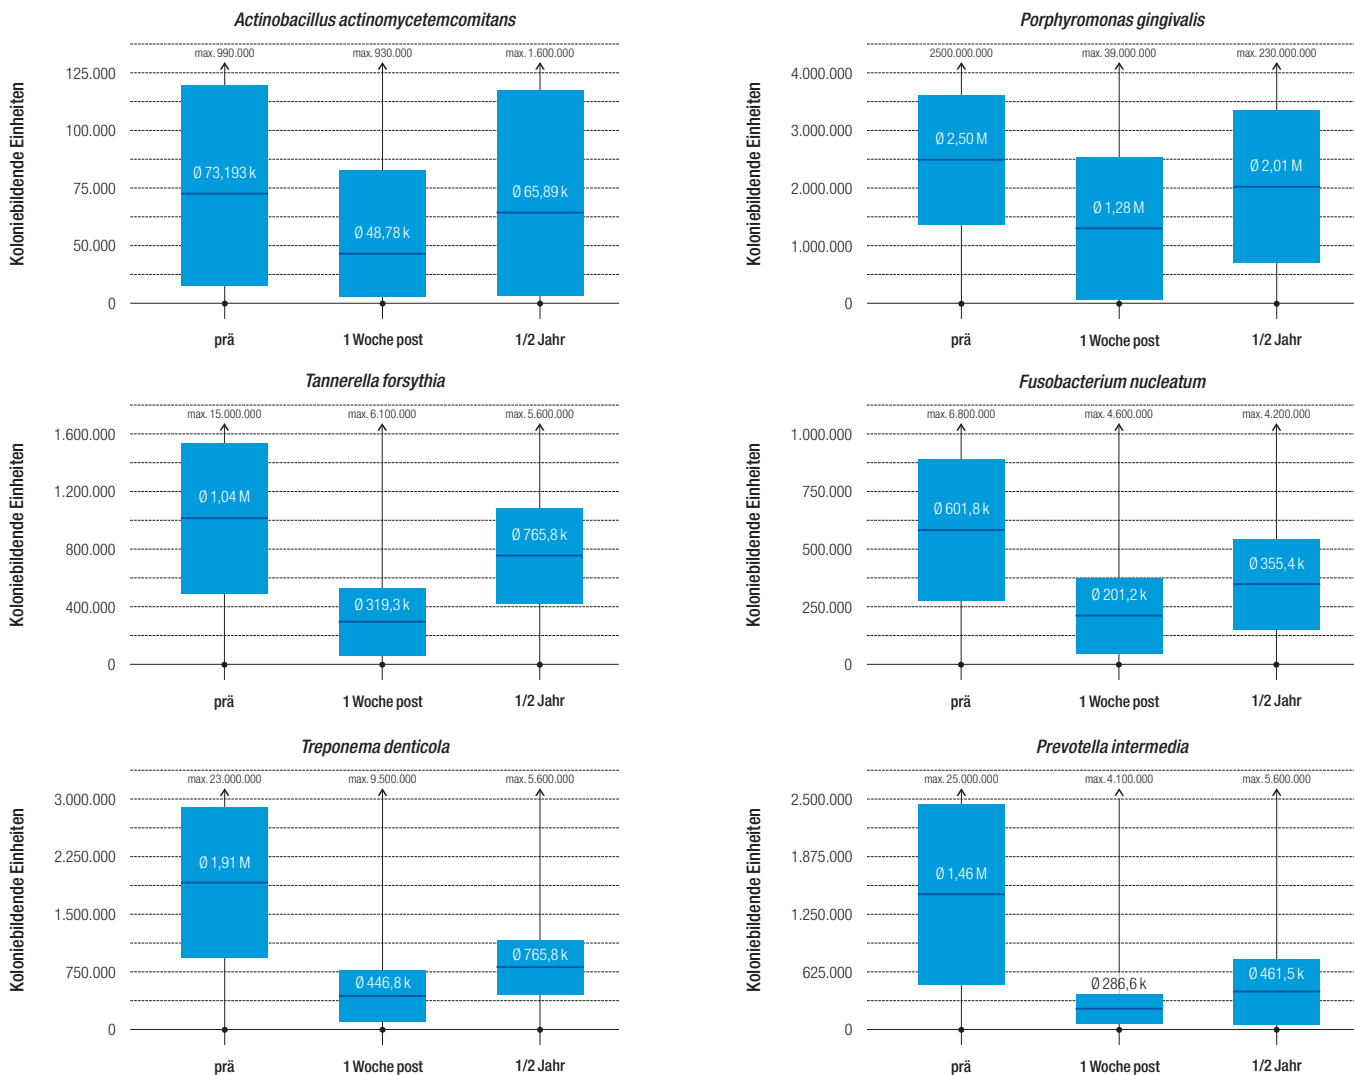 Actinobacillus actinomycetemcomitans
max. 990.000 max. 930.000 max. 1.600.000
Koloniebildende Einheiten
125.000
100.000
75.000
50.000
0
Ø 73,193 k
Ø 48,78 k
Ø 65,89 k
prä 1 Woche post 1/2 Jahr
Porphyromonas gingivalis
2500.000.000 max. 39.000.000 max. 230.000.000
Koloniebildende Einheiten
4.000.000
3.000.000
2.000.000
1.000.000
0
Ø 2,50 M
Ø 1,28 M
Ø 2,01 M
prä 1 Woche post 1/2 Jahr
Tannerella forsythia
max. 15.000.000 max. 6.100.000 max. 5.600.000
Koloniebildende Einheiten
1.600.000
1.200.000
800.000
400.000
0
Ø 1,04 M
Ø 319,3 k
Ø 765,8 k
prä 1 Woche post 1/2 Jahr
Fusobacterium nucleatum
max. 6.800.000 max. 4.600.000 max. 4.200.000
Koloniebildende Einheiten
1.000.000
750.000
500.000
250.000
0
Ø 601,8 k
Ø 201,2 k
Ø 355,4 k
prä 1 Woche post 1/2 Jahr
Treponema denticola
max. 23.000.000 max. 9.500.000 max. 5.600.000
Koloniebildende Einheiten
3.000.000
2.250.000
1.500.000
750.000
0
Ø 1,91 M
Ø 446,8 k
Ø 765,8 k
prä 1 Woche post 1/2 Jahr
Prevotella intermedia
max. 25.000.000 max. 4.100.000 max. 5.600.000
Koloniebildende Einheiten
2.500.000
1.875.000
1.250.000
625.000
0
Ø 1,46 M
Ø 286,6 k
Ø 461,5 k
prä 1 Woche post 1/2 Jahr